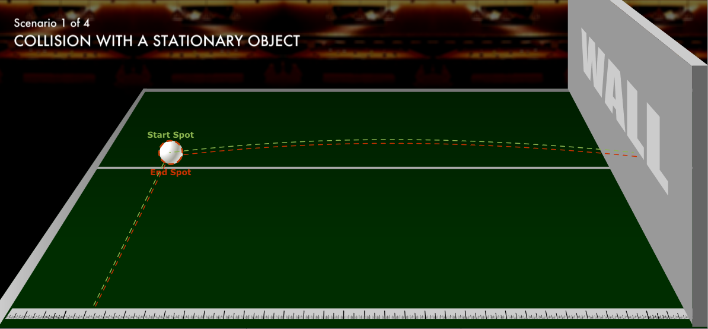 Scenario 1 of 4
COLLISION WITH A STATIONARY OBJECT
WALL
Start Spot
End Spot